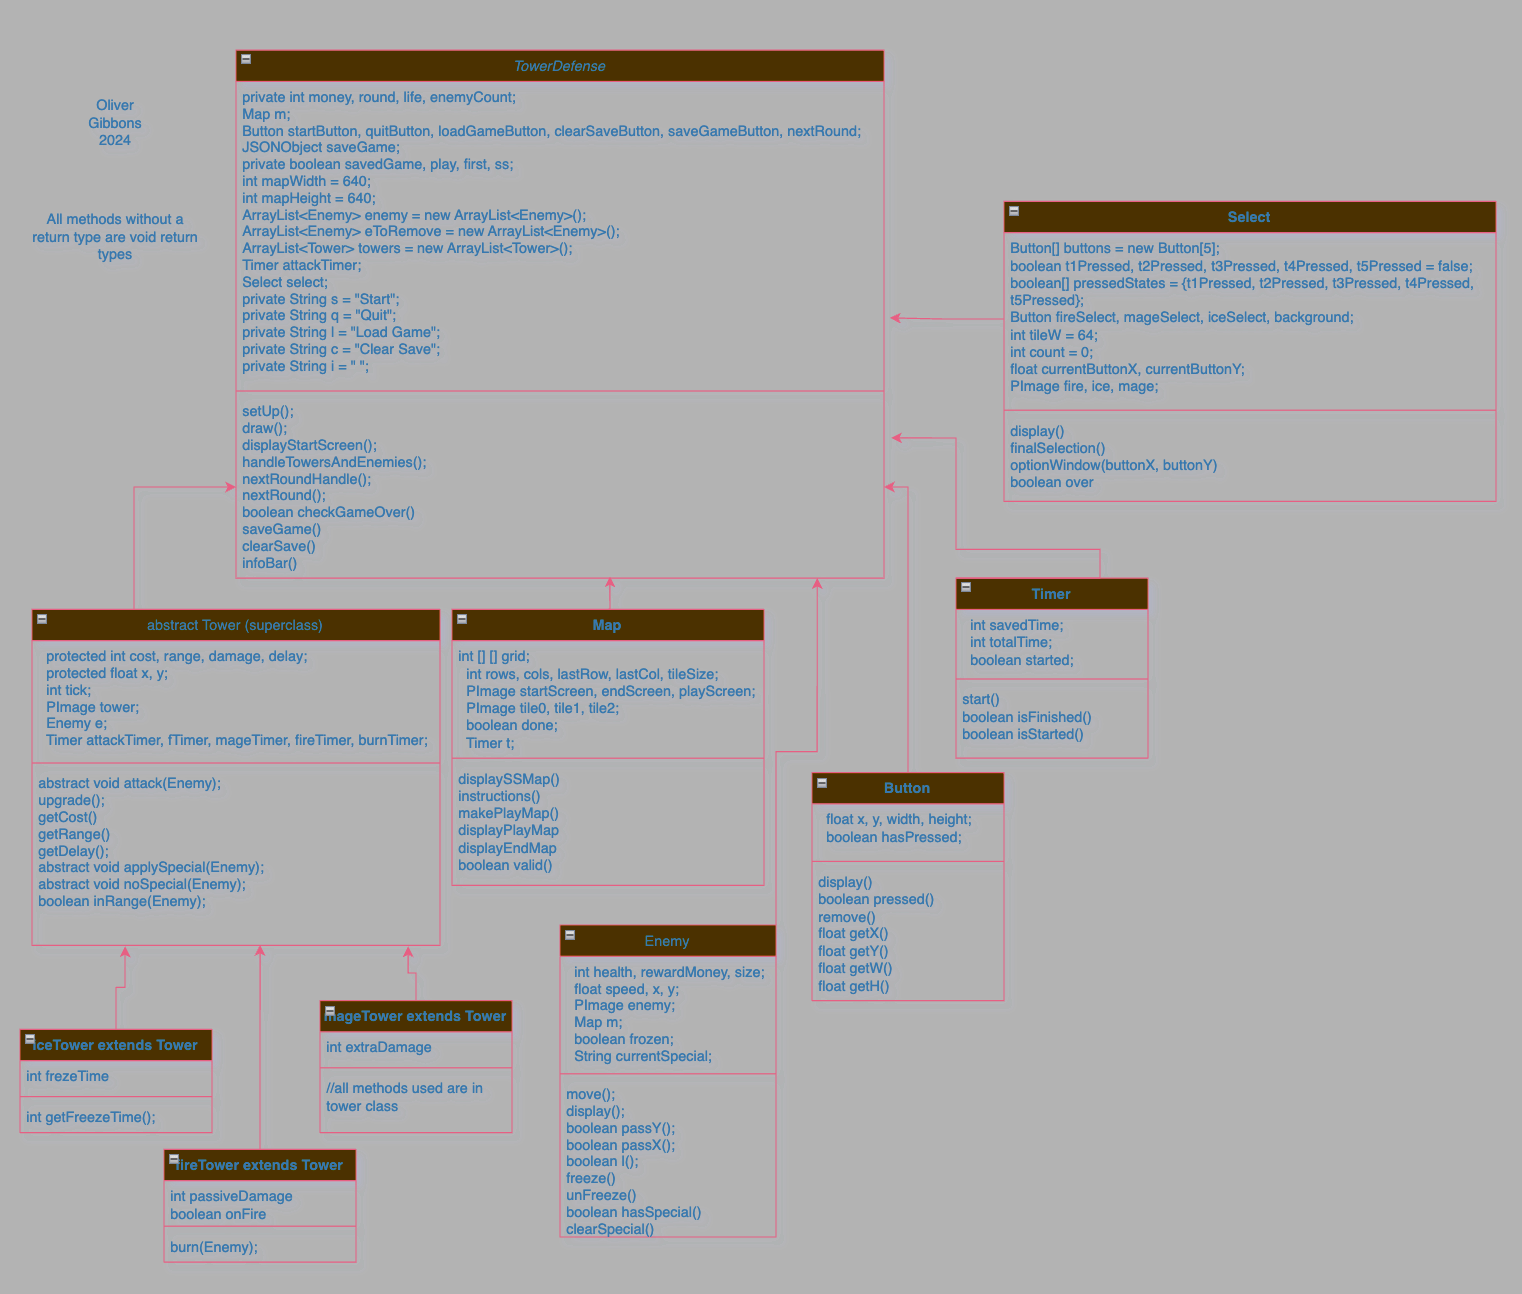 Oliver
Gibbons
2024
All methods without a
return type are void return
types
TowerDefense
private int money, round, life, enemyCount;
Map m;
Button startButton, quitButton, loadGameButton, clearSaveButton, saveGameButton, nextRound;
JSONObject saveGame;
private boolean savedGame, play, first, ss;
int mapWidth = 640;
int mapHeight = 640;
ArrayList<Enemy> enemy = new ArrayList<Enemy>();
ArrayList<Enemy> eToRemove = new ArrayList<Enemy>();
ArrayList<Tower> towers = new ArrayList<Tower>();
Timer attackTimer;
Select select;
private String s = "Start";
private String q = "Quit";
private String l = "Load Game";
private String c = "Clear Save";
private String i = " ";
setUp();
draw();
displayStartScreen();
handleTowersAndEnemies();
nextRoundHandle();
nextRound();
boolean checkGameOver()
saveGame()
clearSave()
infoBar()
Select
Button[] buttons = new Button[5];
boolean t1Pressed, t2Pressed, t3Pressed, t4Pressed, t5Pressed = false;
boolean[] pressedStates = {t1Pressed, t2Pressed, t3Pressed, t4Pressed,
t5Pressed};
Button fireSelect, mageSelect, iceSelect, background;
int tileW = 64;
int count = 0;
float currentButtonX, currentButtonY;
PImage fire, ice, mage;
display()
finalSelection()
optionWindow(buttonX, buttonY)
boolean over
abstract Tower (superclass)
protected int cost, range, damage, delay;
protected float x, y;
int tick;
PImage tower;
Enemy e;
Timer attackTimer, fTimer, mageTimer, fireTimer, burnTimer;
abstract void attack(Enemy);
upgrade();
getCost()
getRange()
getDelay();
abstract void applySpecial(Enemy);
abstract void noSpecial(Enemy);
boolean inRange(Enemy);
Map
int [] [] grid;
int rows, cols, lastRow, lastCol, tileSize;
PImage startScreen, endScreen, playScreen;
PImage tile0, tile1, tile2;
boolean done;
Timer t;
displaySSMap()
instructions()
makePlayMap()
displayPlayMap
displayEndMap
boolean valid()
Timer
int savedTime;
int totalTime;
boolean started;
start()
boolean isFinished()
boolean isStarted()
Button
float x, y, width, height;
boolean hasPressed;
display()
boolean pressed()
remove()
float getX()
float getY()
float getW()
float getH()
Enemy
int health, rewardMoney, size;
float speed, x, y;
PImage enemy;
Map m;
boolean frozen;
String currentSpecial;
move();
display();
boolean passY();
boolean passX();
boolean l();
freeze()
unFreeze()
boolean hasSpecial()
clearSpecial()
iceTower extends Tower
int frezeTime
int getFreezeTime();
mageTower extends Tower
int extraDamage
//all methods used are in
tower class
fireTower extends Tower
int passiveDamage
boolean onFire
burn(Enemy);